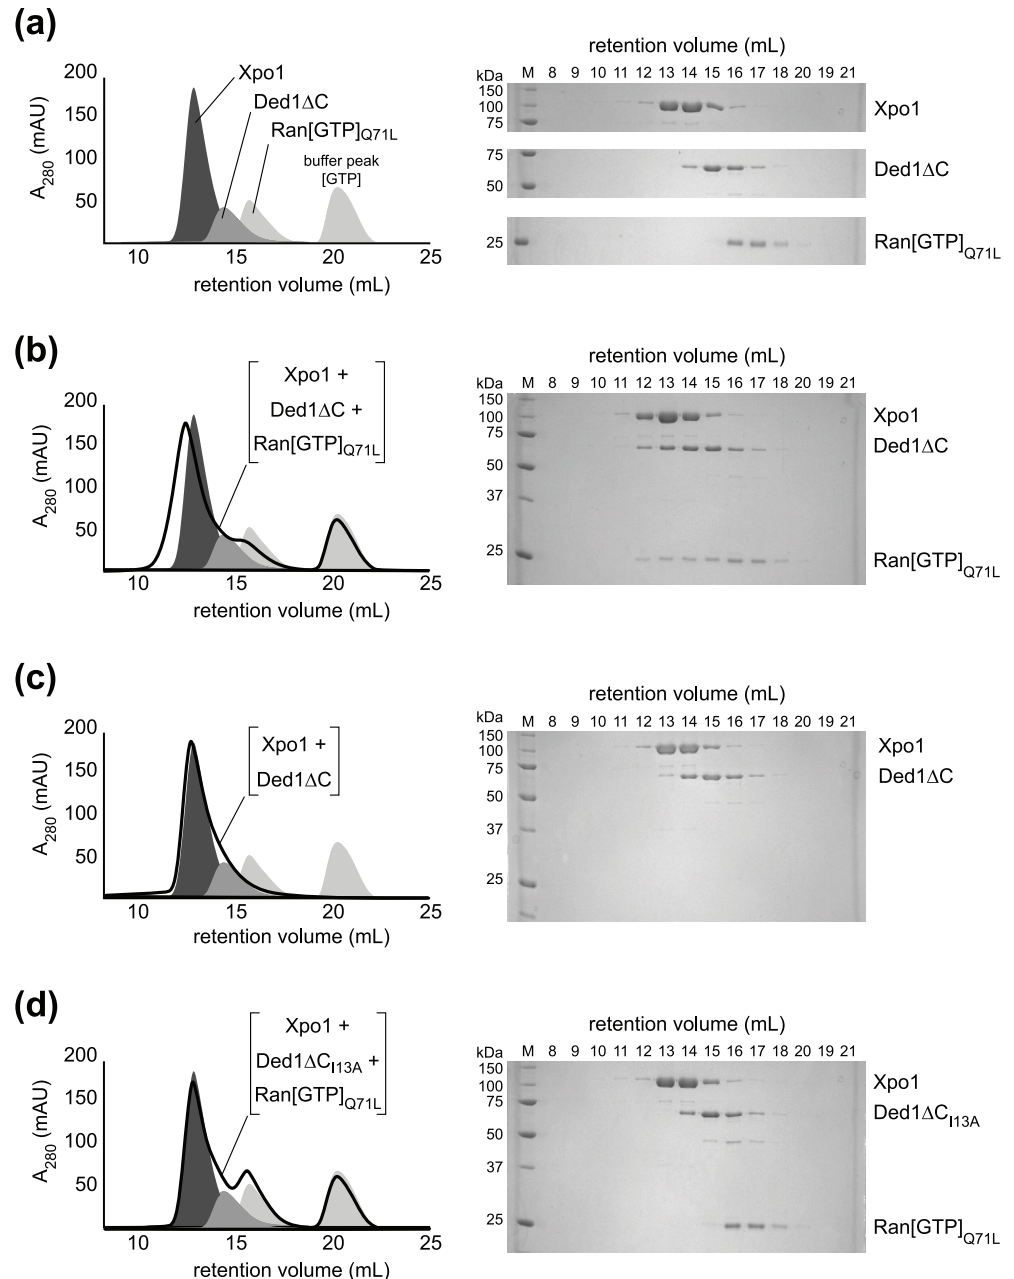 (a)
200
150
100
50
A280 (mAU)
Xpo1
Ded1ΔC
Ran[GTP]Q71L
buffer peak
[GTP]
10 15 20 25
retention volume (mL)
retention volume (mL)
kDa M 8 9 10 11 12 13 14 15 16 17 18 20 19 21
150
100
75
Xpo1
75
50
Ded1ΔC
25
Ran[GTP]Q71L
(b)
200
150
100
50
A280 (mAU)
Xpo1 +
Ded1ΔC +
Ran[GTP]Q71L
10 15 20 25
retention volume (mL)
retention volume (mL)
kDa M 8 9 10 11 12 13 14 15 16 17 18 20 19 21
150
100
75
50
37
25
Xpo1
Ded1ΔC
Ran[GTP]Q71L
(c)
200
150
100
50
A280 (mAU)
Xpo1 +
Ded1ΔC
10 15 20 25
retention volume (mL)
retention volume (mL)
kDa M 8 9 10 11 12 13 14 15 16 17 18 20 19 21
150
100
75
50
37
25
Xpo1
Ded1ΔC
(d)
200
150
100
50
A280 (mAU)
Xpo1 +
Ded1ΔCI13A +
Ran[GTP]Q71L
10 15 20 25
retention volume (mL)
retention volume (mL)
kDa M 8 9 10 11 12 13 14 15 16 17 18 20 19 21
150
100
75
50
37
25
Xpo1
Ded1ΔCI13A
Ran[GTP]Q71L